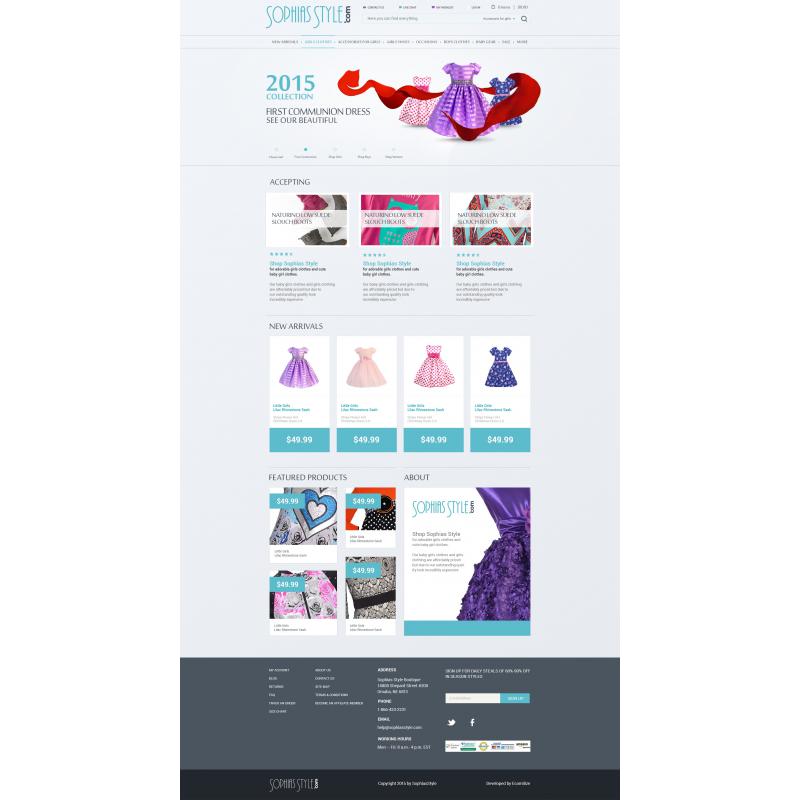 SOPHIAS STYLE .com
CONTACT US
LIVE CHAT
MY WISHLIST
LOG IN
0 items | $0.00
Here you can find everything
Accessories for girls
NEW ARRIVALS
GIRLS CLOTHES
ACCESSORIES FOR GIRLS
GIRLS SHOES
OCCASIONS
BOYS CLOTHES
BABY GEAR
SALE
MORE
2015
COLLECTION
FIRST COMMUNION DRESS
SEE OUR BEAUTIFUL
ACCEPTING
NATURINO LOW SUEDE
SLOUCH BOOTS
NATURINO LOW SUEDE
SLOUCH BOOTS
NATURINO LOW SUEDE
SLOUCH BOOTS
Shop Sophias Style
for adorable girls clothes and cute
baby girl clothes.
Our baby girls clothes and girls clothing
are affordably priced but due to
our outstanding quality look
incredibly expensive
Shop Sophias Style
for adorable girls clothes and cute
baby girl clothes.
Our baby girls clothes and girls clothing
are affordably priced but due to
our outstanding quality look
incredibly expensive
Shop Sophias Style
for adorable girls clothes and cute
baby girl clothes.
Our baby girls clothes and girls clothing
are affordably priced but due to
our outstanding quality look
incredibly expensive
NEW ARRIVALS
Little Girls
Lilac Rhinestone Sash
$49.99
Little Girls
Lilac Rhinestone Sash
$49.99
Little Girls
Lilac Rhinestone Sash
$49.99
Little Girls
Lilac Rhinestone Sash
$49.99
FEATURED PRODUCTS
$49.99
Little Girls
Lilac Rhinestone Sash
$49.99
Little Girls
Lilac Rhinestone Sash
$49.99
Little Girls
Lilac Rhinestone Sash
$49.99
Little Girls
Lilac Rhinestone Sash
ABOUT
SOPHIAS STYLE .com
Shop Sophias Style
for adorable girls clothes and
cute baby girl clothes.
Our baby girls clothes and girls
clothing are affordably priced
but due to our outstanding quali
ty look incredibly expensive
MY ACCOUNT
BLOG
RETURNS
FAQ
TRACK AN ORDER
SIZE CHART
ABOUT US
CONTACT US
SITE MAP
TERMS & CONDITIONS
BECOME AN AFFILIATE MEMBER
ADDRESS
Sophias Style Boutique
Omaha, NE
PHONE
EMAIL
help@sophiasstyle.com
WORKING HOURS
Mon - Fri: 8 a.m.- 4 p.m. EST
SIGN UP FOR DAILY STEALS OF 60%-90% OFF
IN SEASON STYLES
SIGN UP
SOPHIAS STYLE .com
Copyright 2015 by SophiasStyle
Developed by EcomBize